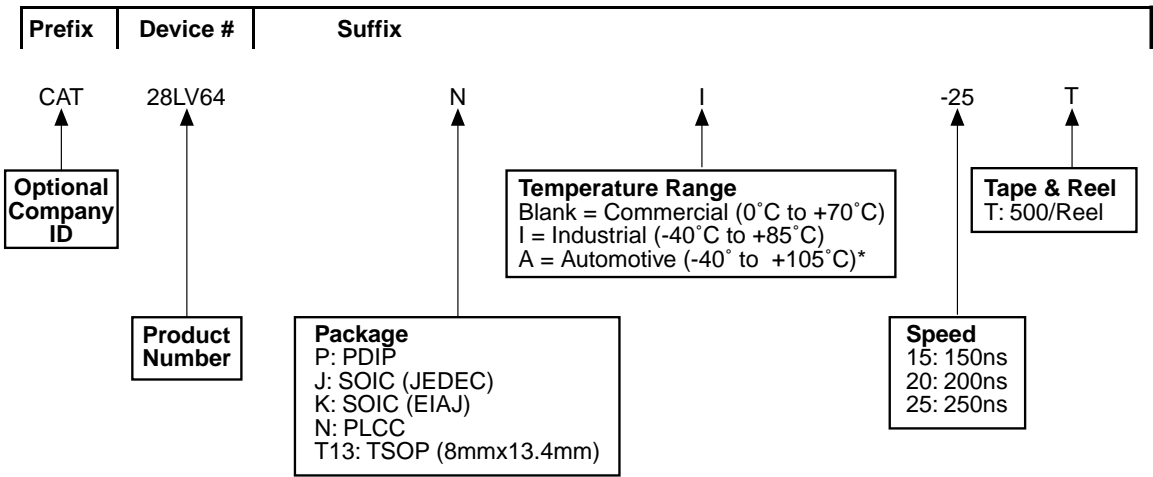 Prefix Device # Suffix
CAT 28LV64 N I -25 T
Optional
Company
ID
Temperature Range
Blank = Commercial (0˚C to +70˚C)
I = Industrial (-40˚C to +85˚C)
A = Automotive (-40˚ to +105˚C)*
Tape & Reel
T: 500/Reel
Product
Number
Package
P: PDIP
J: SOIC (JEDEC)
K: SOIC (EIAJ)
N: PLCC
T13: TSOP (8mmx13.4mm)
Speed
15: 150ns
20: 200ns
25: 250ns